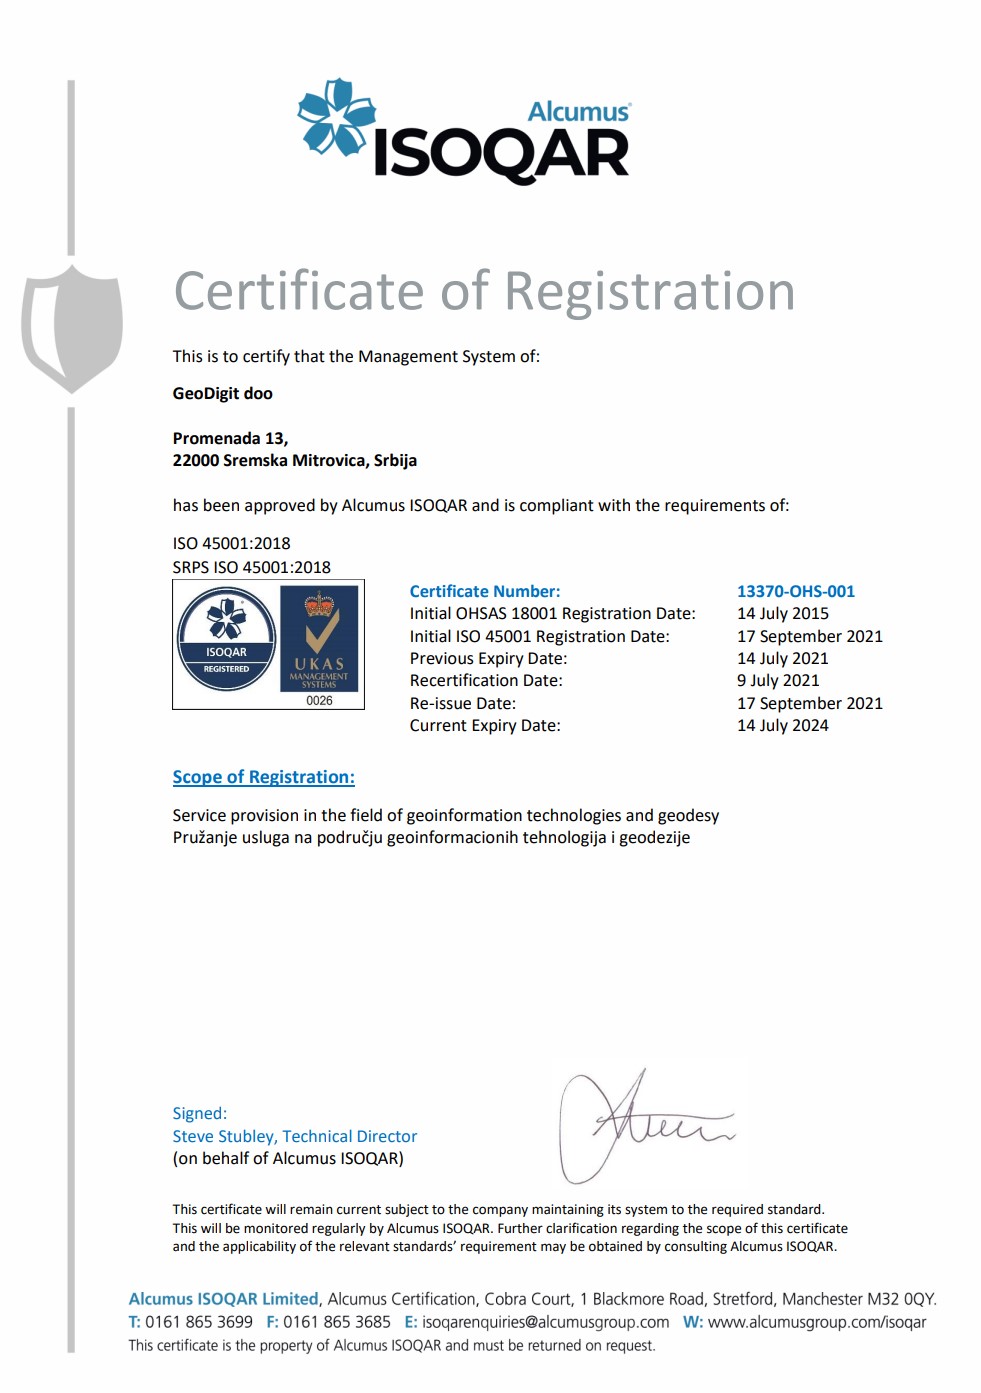 Alcumus®
ISOQAR
Certificate of Registration
This is to certify that the Management System of:
GeoDigit doo
Promenada 13,
22000 Sremska Mitrovica, Srbija
has been approved by Alcumus ISOQAR and is compliant with the requirements of:
ISO 45001:2018
SRPS ISO 45001:2018
ISOQAR
REGISTERED
UKAS
MANAGEMENT
SYSTEMS
0026
Certificate Number: 13370-OHS-001
Initial OHSAS 18001 Registration Date: 14 July 2015
Initial ISO 45001 Registration Date: 17 September 2021
Previous Expiry Date: 14 July 2021
Recertification Date: 9 July 2021
Re-issue Date: 17 September 2021
Current Expiry Date: 14 July 2024
Scope of Registration:
Service provision in the field of geoinformation technologies and geodesy
Pružanje usluga na području geoinformacionih tehnologija i geodezije
Signed:
Steve Stubley, Technical Director
(on behalf of Alcumus ISOQAR)
This certificate will remain current subject to the company maintaining its system to the required standard.
This will be monitored regularly by Alcumus ISOQAR. Further clarification regarding the scope of this certificate
and the applicability of the relevant standards’ requirement may be obtained by consulting Alcumus ISOQAR.
Alcumus ISOQAR Limited, Alcumus Certification, Cobra Court, 1 Blackmore Road, Stretford, Manchester M32 0QY.
T: 0161 865 3699 F: 0161 865 3685 E: isoqarenquiries@alcumusgroup.com W: www.alcumusgroup.com/isoqar
This certificate is the property of Alcumus ISOQAR and must be returned on request.